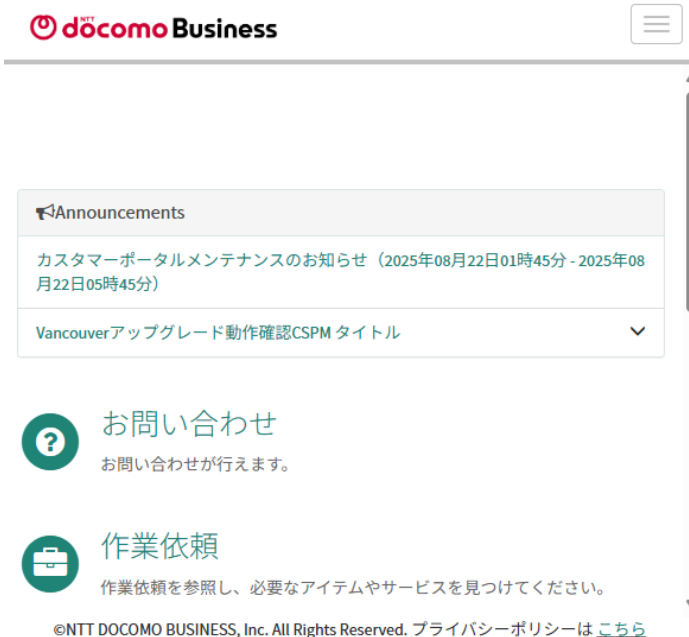 NTT
döcomo Business
Announcements
カスタマーポータルメンテナンスのお知らせ（2025年08月22日01時45分 - 2025年08
月22日05時45分）
Vancouverアップグレード動作確認CSPM タイトル
お問い合わせ
お問い合わせが行えます。
作業依頼
作業依頼を参照し、必要なアイテムやサービスを見つけてください。
©NTT DOCOMO BUSINESS, Inc. All Rights Reserved. プライバシーポリシーは こちら